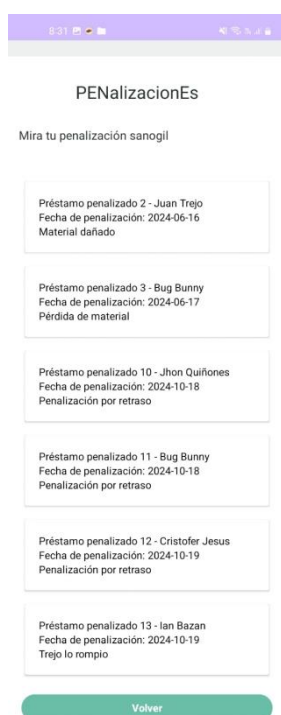 8:31
PENalizacionEs
Mira tu penalización sanogil
Préstamo penalizado 2 - Juan Trejo
Fecha de penalización: 2024-06-16
Material dañado
Préstamo penalizado 3 - Bug Bunny
Fecha de penalización: 2024-06-17
Pérdida de material
Préstamo penalizado 10 - Jhon Quiñones
Fecha de penalización: 2024-10-18
Penalización por retraso
Préstamo penalizado 11 - Bug Bunny
Fecha de penalización: 2024-10-18
Penalización por retraso
Préstamo penalizado 12 - Cristofer Jesus
Fecha de penalización: 2024-10-19
Penalización por retraso
Préstamo penalizado 13 - Ian Bazan
Fecha de penalización: 2024-10-19
Trejo lo rompio
Volver